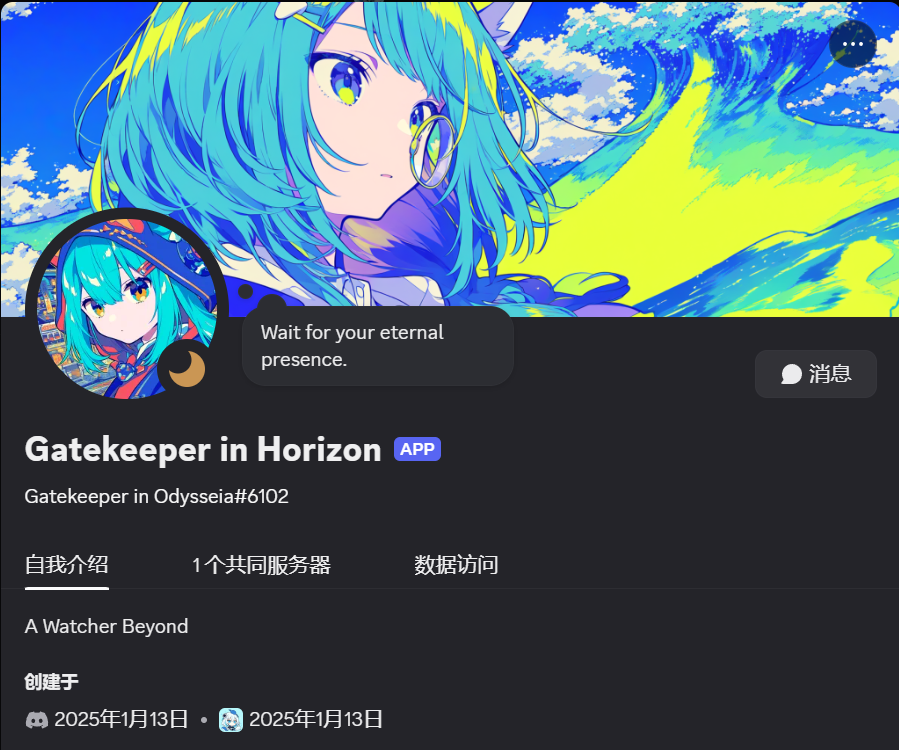 Wait for your eternal
presence.
消息
Gatekeeper in Horizon APP
Gatekeeper in Odysseia#6102
自我介绍 1 个共同服务器 数据访问
A Watcher Beyond
创建于
2025年1月13日 • 2025年1月13日